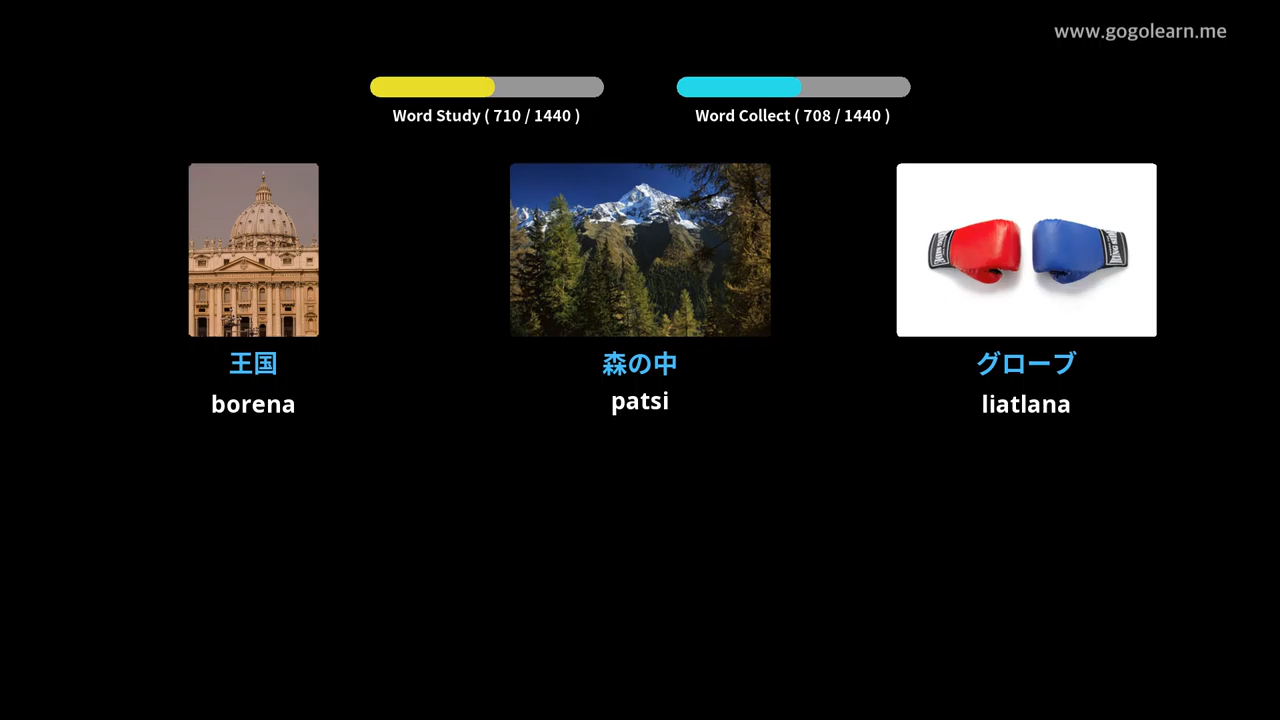 www.gogolearn.me
Word Study ( 710 / 1440 )
Word Collect ( 708 / 1440 )
王国
森の中
グローブ
borena
patsi
liatlana